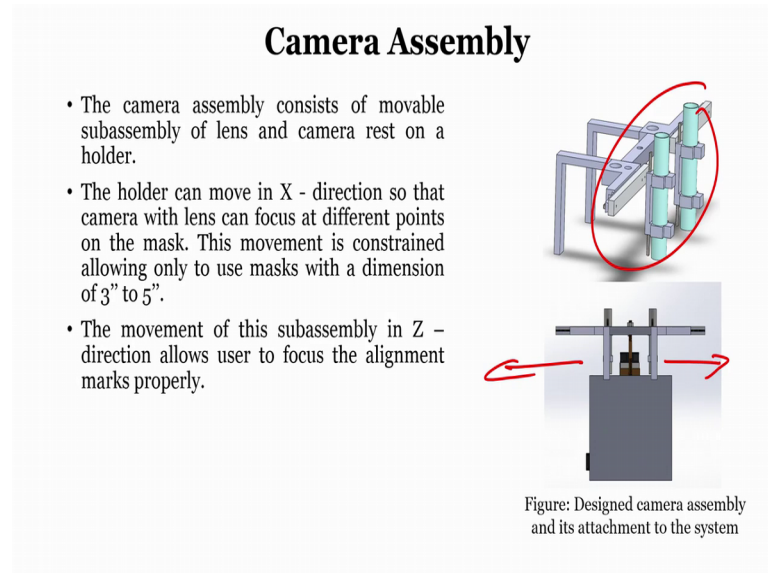 Camera Assembly
• The camera assembly consists of movable
subassembly of lens and camera rest on a
holder.
• The holder can move in X - direction so that
camera with lens can focus at different points
on the mask. This movement is constrained
allowing only to use masks with a dimension
of 3” to 5”.
• The movement of this subassembly in Z –
direction allows user to focus the alignment
marks properly.
Figure: Designed camera assembly
and its attachment to the system